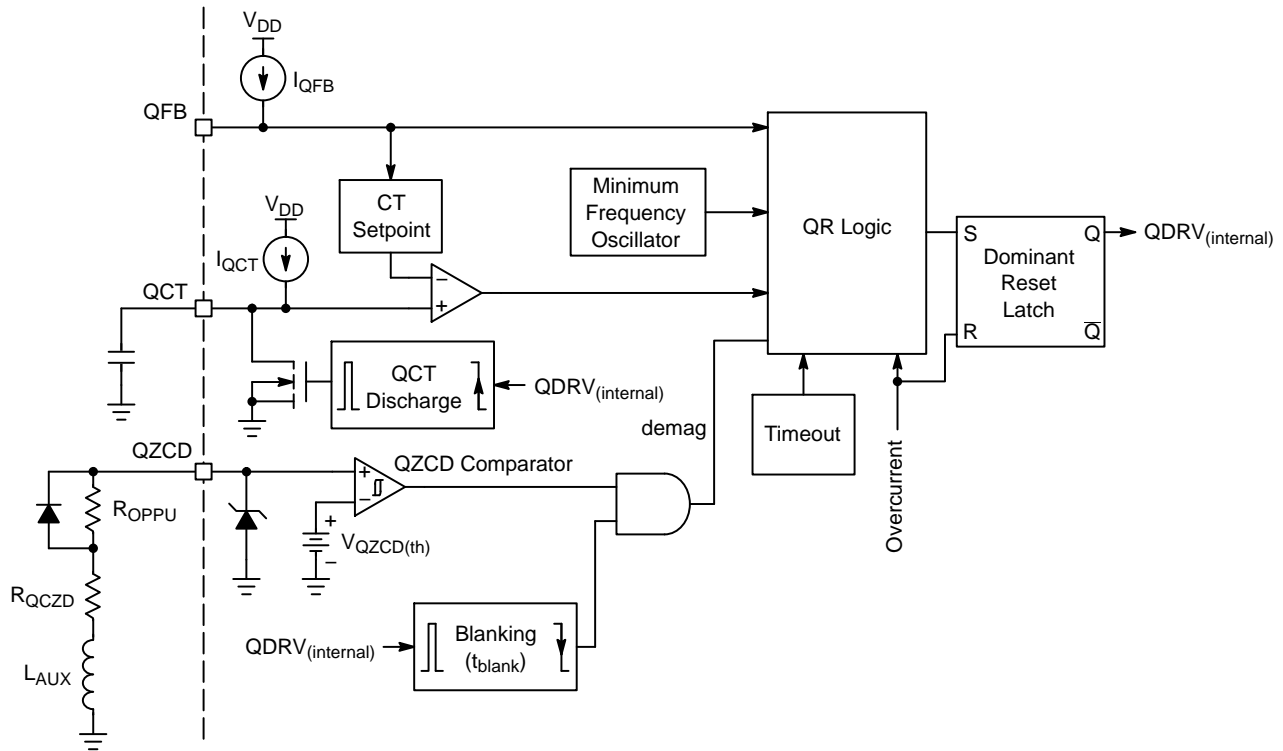 VDD
IQFB
QFB
CT
Setpoint
Minimum
Frequency
Oscillator
QR Logic
VDD
IQCT
QCT
−
+
S
Q
QDRV(internal)
Dominant
Reset
Latch
R
Q
QCT
Discharge
QDRV(internal)
demag
Timeout
Overcurrent
QZCD
+
−
QZCD Comparator
ROPPU
+
VQZCD(th)
−
RQCZD
QDRV(internal)
Blanking
(tblank)
LAUX